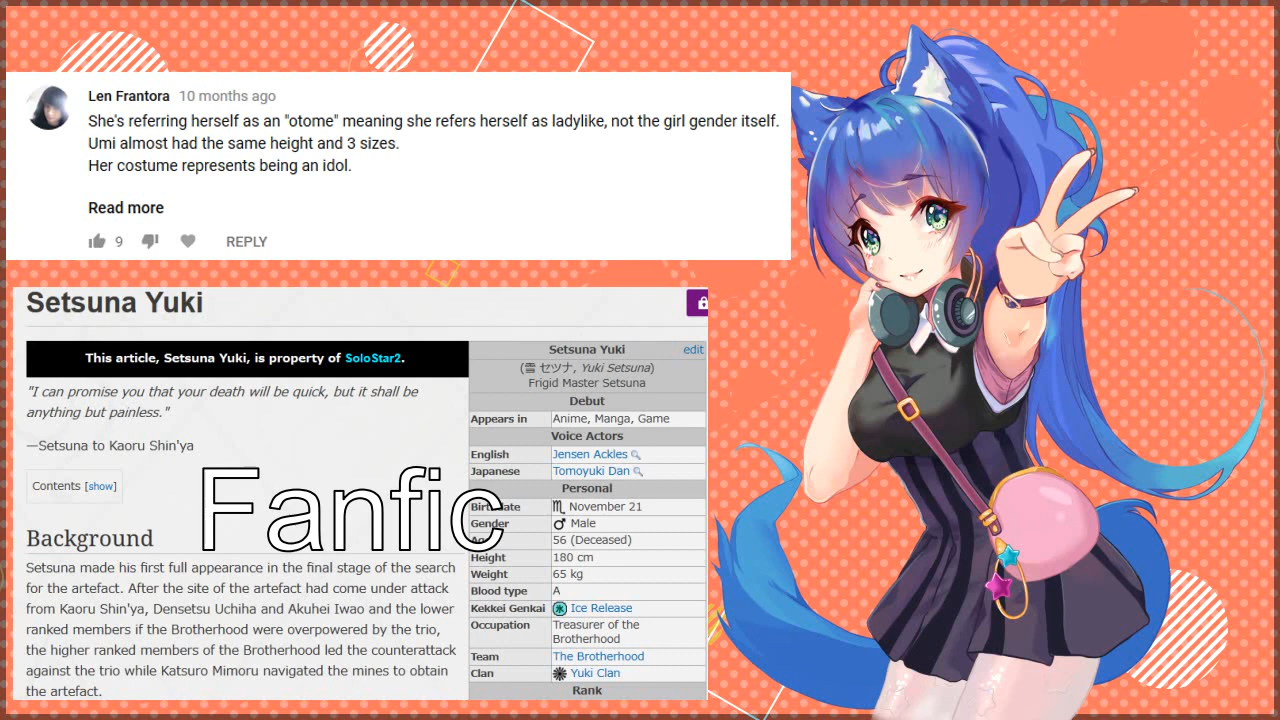 Len Frantora 10 months ago
She's referring herself as an "otome" meaning she refers herself as ladylike, not the girl gender itself.
Umi almost had the same height and 3 sizes.
Her costume represents being an idol.
Read more
9 REPLY
Setsuna Yuki
This article, Setsuna Yuki, is property of SoloStar2.
"I can promise you that your death will be quick, but it shall be
anything but painless."
—Setsuna to Kaoru Shin'ya
Contents [show]
Fanfic
Background
Setsuna made his first full appearance in the final stage of the search
for the artefact. After the site of the artefact had come under attack
from Kaoru Shin'ya, Densetsu Uchiha and Akuhei Iwao and the lower
ranked members if the Brotherhood were overpowered by the trio,
the higher ranked members of the Brotherhood led the counterattack
against the trio while Katsuro Mimoru navigated the mines to obtain
the artefact.
Setsuna Yuki edit
(雪 セツナ, Yuki Setsuna)
Frigid Master Setsuna
Debut
Appears in Anime, Manga, Game
Voice Actors
English Jensen Ackles
Japanese Tomoyuki Dan
Personal
Birthdate November 21
Gender Male
Age 56 (Deceased)
Height 180 cm
Weight 65 kg
Blood type A
Kekkei Genkai Ice Release
Occupation Treasurer of the
Brotherhood
Team The Brotherhood
Clan Yuki Clan
Rank